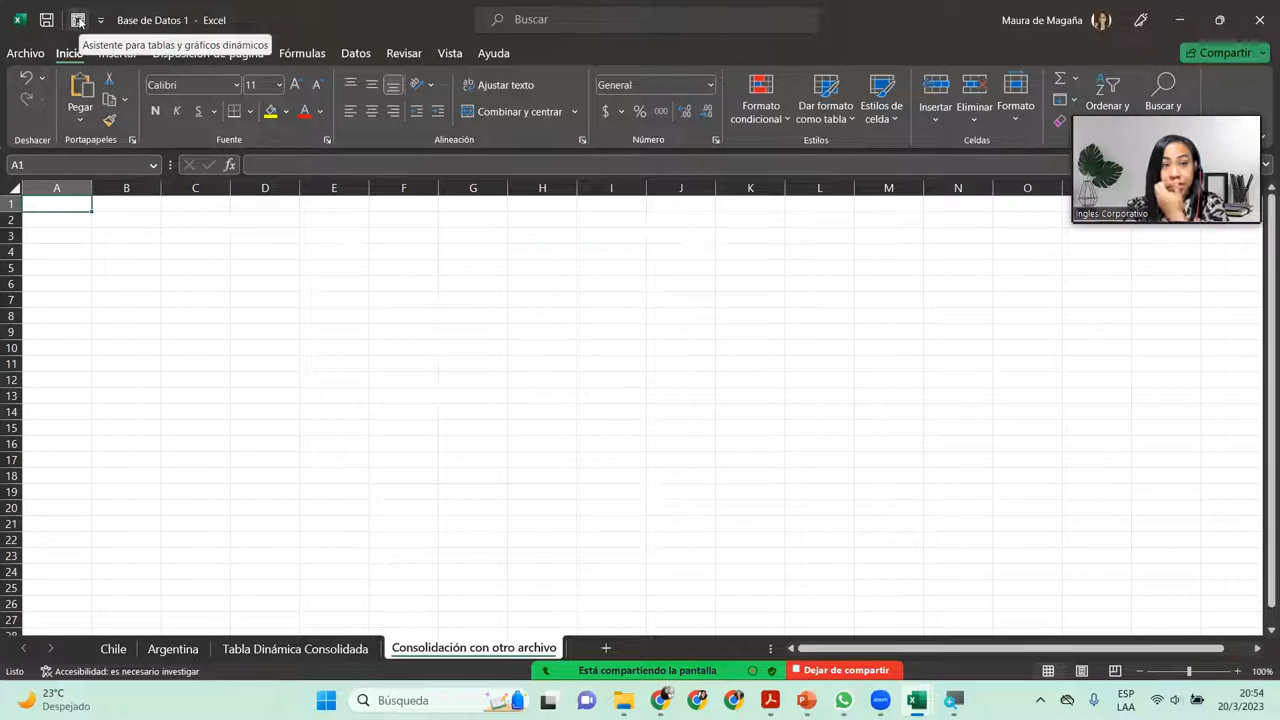 Base de Datos 1 - Excel
Buscar
Maura de Magaña
Asistente para tablas y gráficos dinámicos
Archivo
Inicio
Fórmulas
Datos
Revisar
Vista
Ayuda
Compartir
Pegar
Calibri
11
N K S
Ajustar texto
Combinar y centrar
General
$ % 000
Formato condicional
Dar formato como tabla
Estilos de celda
Insertar
Eliminar
Formato
Ordenar y
Buscar y
Deshacer
Portapapeles
Fuente
Alineación
Número
Estilos
Celdas
A1
fx
A B C D E F G H I J K L M N O
1
2
3
4
5
6
7
8
9
10
11
12
13
14
15
16
17
18
19
20
21
22
23
24
25
26
27
Ingles Corporativo
Chile
Argentina
Tabla Dinámica Consolidada
Consolidación con otro archivo
Listo
Accesibilidad: es necesario investigar
Está compartiendo la pantalla
Dejar de compartir
100%
23°C
Despejado
Búsqueda
zoom
ESP
LAA
20:54
20/3/2023